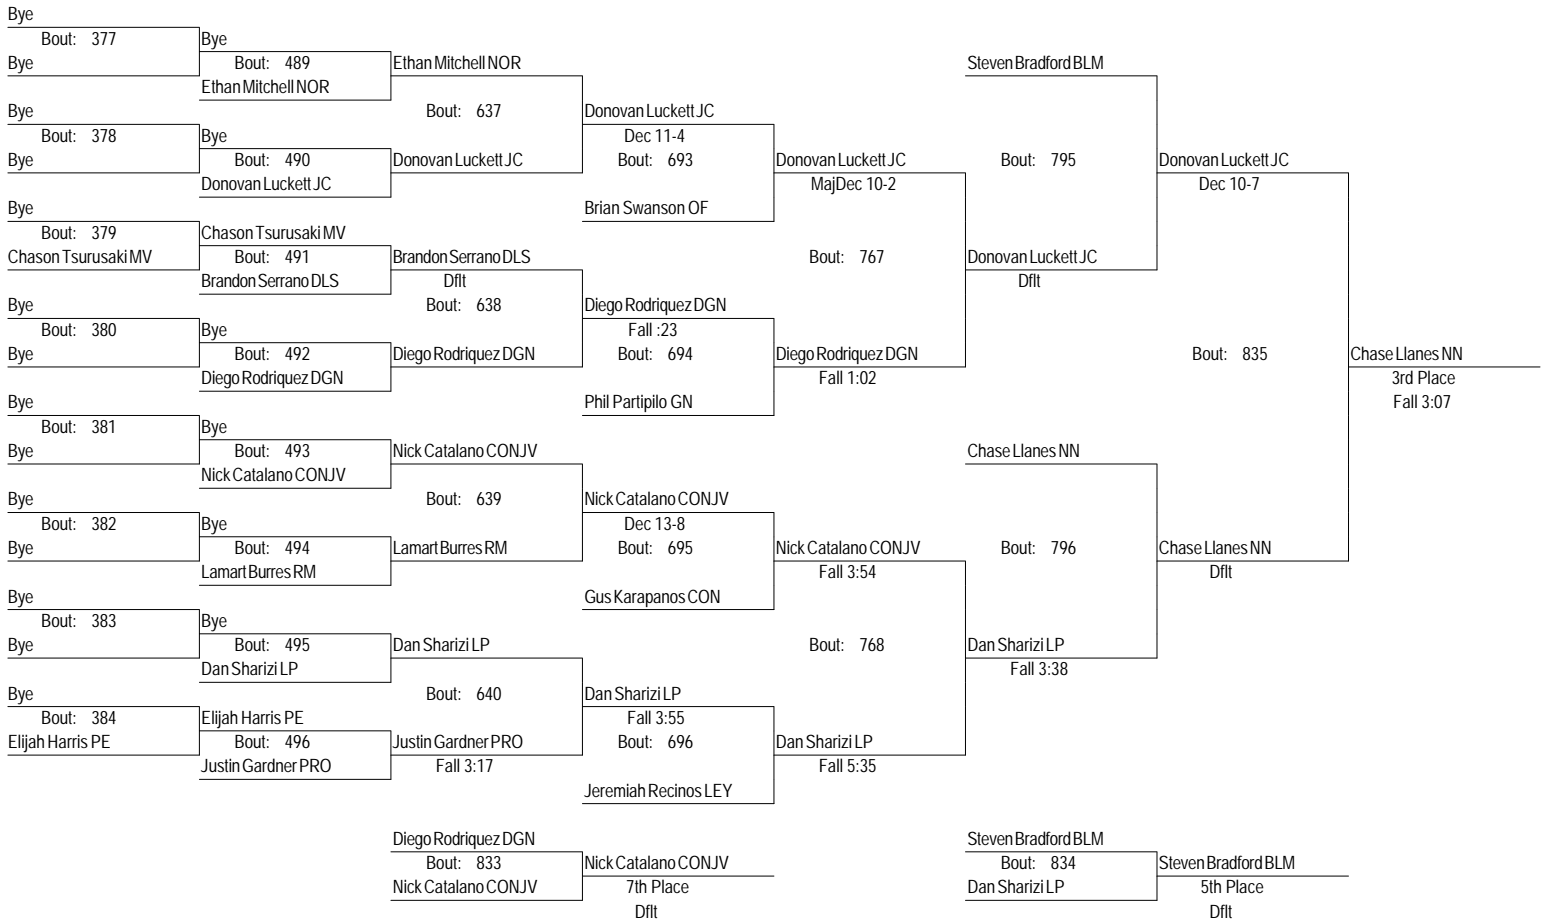 Bye
Bout: 377 Bye
Bye Bout: 489 Ethan Mitchell NOR Steven Bradford BLM
Ethan Mitchell NOR
Bye Bout: 637 Donovan Luckett JC
Bout: 378 Bye Dec 11-4
Bye Bout: 490 Donovan Luckett JC Bout: 693 Donovan Luckett JC Bout: 795 Donovan Luckett JC
Donovan Luckett JC MajDec 10-2 Dec 10-7
Bye Brian Swanson OF
Bout: 379 Chason Tsurusaki MV
Chason Tsurusaki MV Bout: 491 Brandon Serrano DLS Bout: 767 Donovan Luckett JC
Brandon Serrano DLS Dflt Dflt
Bye Bout: 638 Diego Rodriquez DGN
Bout: 380 Bye Fall :23
Bye Bout: 492 Diego Rodriquez DGN Bout: 694 Diego Rodriquez DGN Bout: 835 Chase Llanes NN
Diego Rodriquez DGN Fall 1:02 3rd Place
Bye Phil Partipilo GN Fall 3:07
Bout: 381 Bye
Bye Bout: 493 Nick Catalano CONJV Chase Llanes NN
Nick Catalano CONJV
Bye Bout: 639 Nick Catalano CONJV
Bout: 382 Bye Dec 13-8
Bye Bout: 494 Lamart Burres RM Bout: 695 Nick Catalano CONJV Bout: 796 Chase Llanes NN
Lamart Burres RM Fall 3:54 Dflt
Bye Gus Karapanos CON
Bout: 383 Bye
Bye Bout: 495 Dan Sharizi LP Bout: 768 Dan Sharizi LP
Dan Sharizi LP Fall 3:38
Bye Bout: 640 Dan Sharizi LP
Bout: 384 Elijah Harris PE Fall 3:55
Elijah Harris PE Bout: 496 Justin Gardner PRO Bout: 696 Dan Sharizi LP
Justin Gardner PRO Fall 3:17 Fall 5:35
Jeremiah Recinos LEY
Diego Rodriquez DGN Steven Bradford BLM
Bout: 833 Nick Catalano CONJV Bout: 834 Steven Bradford BLM
Nick Catalano CONJV 7th Place Dan Sharizi LP 5th Place
Dflt Dflt